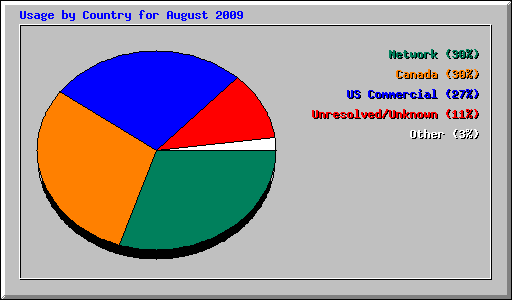 Usage by Country for August 2009
Network (30%)
Canada (30%)
US Commercial (27%)
Unresolved/Unknown (11%)
Other (3%)